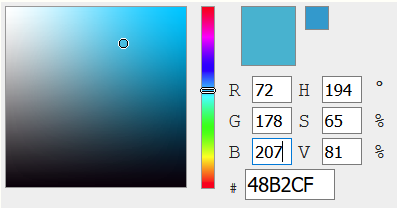 R 72 H 194 °
G 178 S 65 %
B 207 V 81 %
# 48B2CF